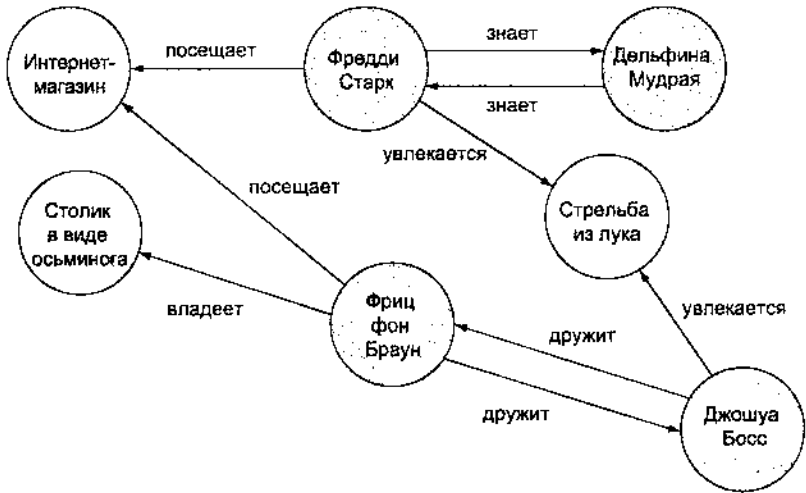 Интернет-
магазин
посещает
Фредди
Старк
знает
знает
Дельфина
Мудрая
увлекается
посещает
Столик
в виде
осьминога
владеет
Стрельба
из лука
Фриц
фон
Браун
увлекается
дружит
дружит
Джошуа
Босс